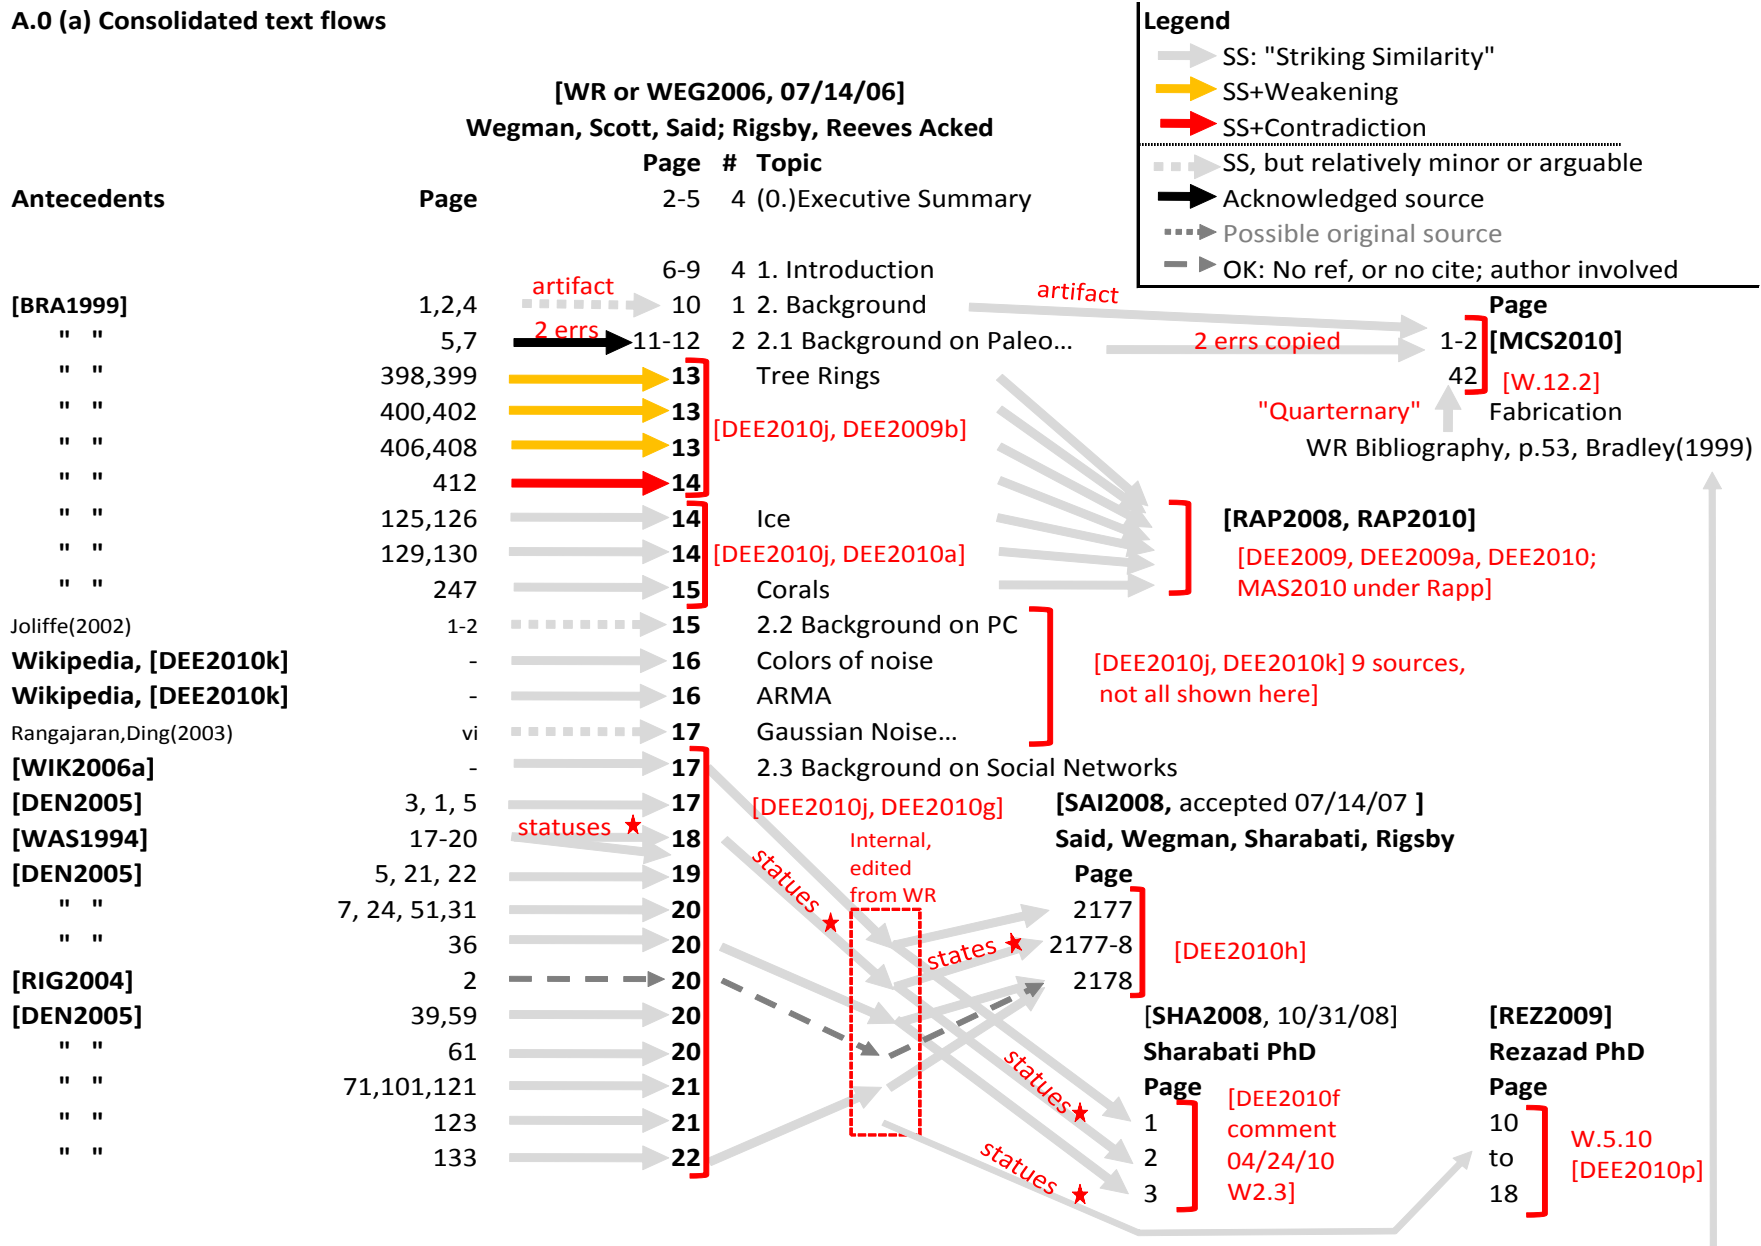 A.0 (a) Consolidated text flows
Legend
SS: "Striking Similarity"
SS+Weakening
SS+Contradiction
SS, but relatively minor or arguable
Acknowledged source
Possible original source
OK: No ref, or no cite; author involved
[WR or WEG2006, 07/14/06]
Wegman, Scott, Said; Rigsby, Reeves Acked
Page # Topic
Antecedents Page 2-5 4 (0.)Executive Summary
6-9 4 1. Introduction
[BRA1999] 1,2,4 artifact 10 1 2. Background artifact Page
" " 5,7 2 errs 11-12 2 2.1 Background on Paleo... 2 errs copied 1-2 [MCS2010]
" " 398,399 13 Tree Rings 42 [W.12.2]
" " 400,402 13 "Quarternary" Fabrication
[DEE2010j, DEE2009b]
" " 406,408 13 WR Bibliography, p.53, Bradley(1999)
" " 412 14
" " 125,126 14 Ice [RAP2008, RAP2010]
" " 129,130 14 [DEE2010j, DEE2010a] [DEE2009, DEE2009a, DEE2010;
" " 247 15 Corals MAS2010 under Rapp]
Joliffe(2002) 1-2 15 2.2 Background on PC
Wikipedia, [DEE2010k] - 16 Colors of noise [DEE2010j, DEE2010k] 9 sources,
Wikipedia, [DEE2010k] - 16 ARMA not all shown here]
Rangajaran,Ding(2003) vi 17 Gaussian Noise...
[WIK2006a] - 17 2.3 Background on Social Networks
[DEN2005] 3, 1, 5 17 [DEE2010j, DEE2010g] [SAI2008, accepted 07/14/07 ]
[WAS1994] 17-20 statuses 18 statues Internal, Said, Wegman, Sharabati, Rigsby
edited
[DEN2005] 5, 21, 22 19 from WR Page
" " 7, 24, 51,31 20 2177
" " 36 20 states 2177-8 [DEE2010h]
[RIG2004] 2 20 2178
[DEN2005] 39,59 20 [SHA2008, 10/31/08] [REZ2009]
" " 61 20 statues Sharabati PhD Rezazad PhD
" " 71,101,121 21 Page [DEE2010f Page
" " 123 21 1 comment 10 W.5.10
" " 133 22 statues 2 04/24/10 to [DEE2010p]
3 W2.3] 18